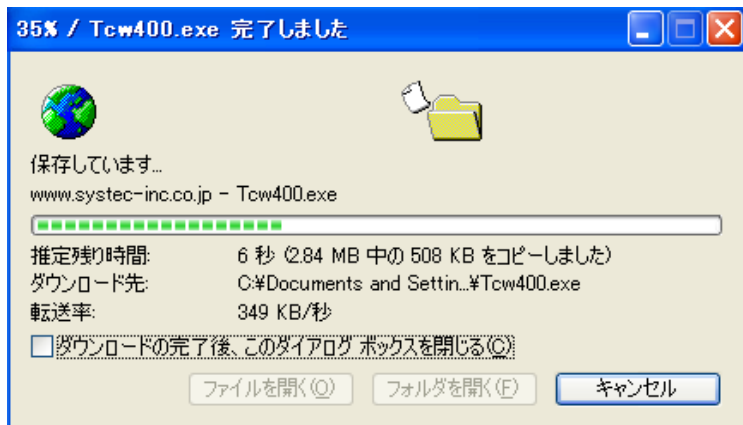 35% / Tcw400.exe 完了しました
保存しています...
www.systec-inc.co.jp - Tcw400.exe
推定残り時間: 6 秒 (2.84 MB 中の 508 KB をコピーしました)
ダウンロード先: C:¥Documents and Settin...¥Tcw400.exe
転送率: 349 KB/秒
ダウンロードの完了後、このダイアログ ボックスを閉じる(C)
ファイルを開く(O) フォルダを開く(F) キャンセル